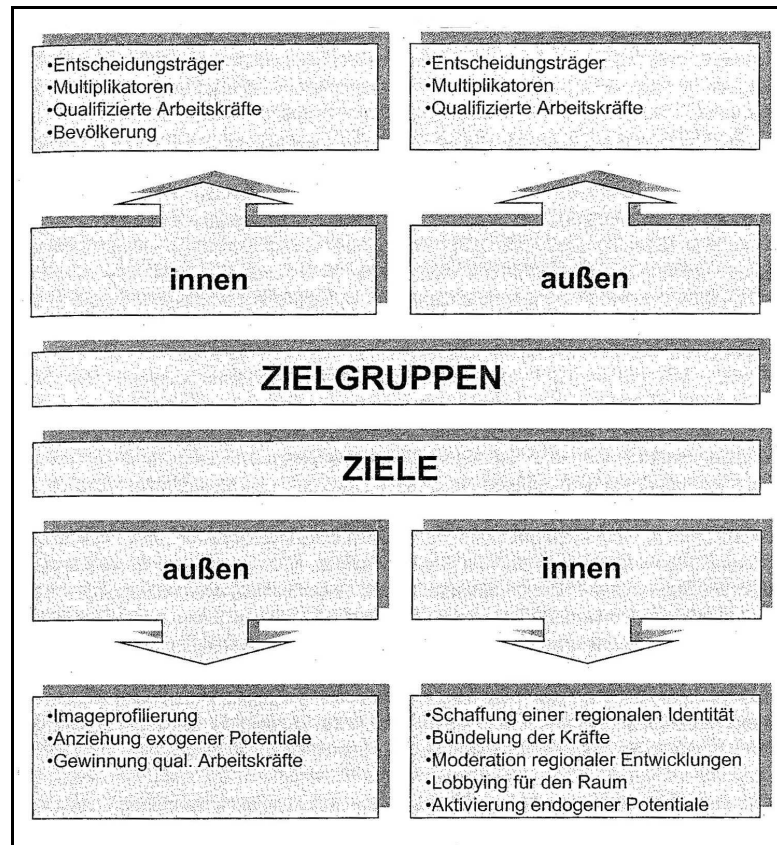 •Entscheidungsträger
•Multiplikatoren
•Qualifizierte Arbeitskräfte
•Bevölkerung
•Entscheidungsträger
•Multiplikatoren
•Qualifizierte Arbeitskräfte
innen
außen
ZIELGRUPPEN
ZIELE
außen
innen
•Imageprofilierung
•Anziehung exogener Potentiale
•Gewinnung qual. Arbeitskräfte
•Schaffung einer regionalen Identität
•Bündelung der Kräfte
•Moderation regionaler Entwicklungen
•Lobbying für den Raum
•Aktivierung endogener Potentiale